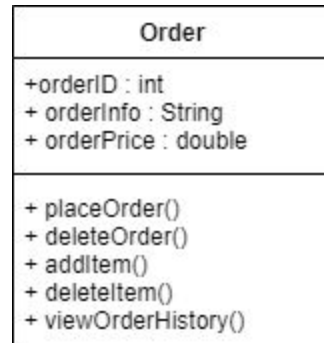 Order
+orderID : int
+ orderInfo : String
+ orderPrice : double
+ placeOrder()
+ deleteOrder()
+ addItem()
+ deleteItem()
+ viewOrderHistory()